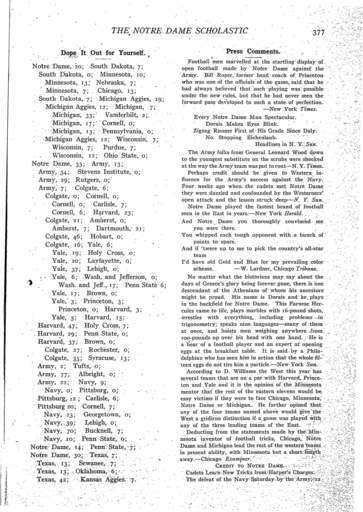 THE NOTRE DAME SCHOLASTIC 377
Dope It Out for Yourself.
Notre Dame, 20; South Dakota, 7;
South Dakota, 0; Minnesota, 10;
Minnesota, 13; Nebraska, 7;
Minnesota, 7; Chicago, 13;
South Dakota, 7; Michigan Aggies, 19;
Michigan Aggies, 12; Michigan, 7;
Michigan, 33; Vanderbilt, 2;
Michigan, 17; Cornell, 0;
Michigan, 13; Pennsylvania, 0;
Michigan Aggies, 12; Wisconsin, 7;
Wisconsin, 7; Purdue, 7;
Wisconsin, 12; Ohio State, 0;
Notre Dame, 35; Army, 13;
Army, 34; Stevens Institute, 0;
Army, 29; Rutgers, 0;
Army, 7; Colgate, 6;
Colgate, 0; Cornell, 0;
Cornell, 0; Carlisle, 7;
Cornell, 6; Harvard, 23;
Colgate, 21; Amherst, 0;
Amherst, 7; Dartmouth, 21;
Colgate, 46; Hobart, 0;
Colgate, 16; Yale, 6;
Yale, 19; Holy Cross, 0;
Yale, 10; Layfayette, 0;
Yale, 37; Lehigh, 0;
Yale, 6; Wash. and Jefferson, 0;
Wash. and Jeff., 17; Penn State 6;
Yale, 17; Brown, 0;
Yale, 3; Princeton, 3;
Princeton, 0; Harvard, 3;
Yale, 5; Harvard, 15;
Harvard, 47; Holy Cross, 7;
Harvard, 29; Penn State, 0;
Harvard, 37; Brown, 0;
Colgate, 27; Rochester, 0;
Colgate, 35; Syracuse, 13;
Army, 2; Tufts, 0;
Army, 77; Albright, 0;
Army, 22; Navy, 9;
Navy, 0; Pittsburg, 0;
Pittsburg, 12; Carlisle, 6;
Pittsburg 20; Cornell, 7;
Navy, 23; Georgetown, 0;
Navy, 39; Lehigh, 0;
Navy, 70; Bucknell, 7;
Navy, 10; Penn State, 0;
Notre Dame, 14; Penn State, 7;
Notre Dame, 30; Texas, 7;
Texas, 13; Sewanee, 7;
Texas, 13; Oklahoma, 6;
Texas, 42; Kansas Aggies, 7.
Press Comments.
Football men marvelled at the startling display of
open football made by Notre Dame against the
Army. Bill Roper, former head coach of Princeton
who was one of the officials of the game, said that he
had always believed that such playing was possible
under the new rules, but that he had never seen the
forward pass developed to such a state of perfection.
—New York Times.
Every Notre Dame Man Spectacular.
Dorais Makes Eyes Blink.
Zigzag Runner First of His Grade Since Daly.
No Stopping Eichenlaub.
Headlines in N. Y. Sun.
The Army folks from General Leonard Wood down
to the youngest substitute on the scrubs were shocked
at the way the Army team was put to rout—N. Y. Times.
Perhaps credit should be given to Western influence
for the Army's success against the Navy.
Four weeks ago when the cadets met Notre Dame
they were dazzled and confounded by the Westerners'
open attack and the lesson struck deep—N. Y. Sun.
Notre Dame played the fastest brand of football
seen in the East in years.—New York Herald.
And Notre Dame you thoroughly overhauled me
you were there.
You whipped each tough opponent with a bunch of
points to spare.
And if 'twere up to me to pick the country's all-star
team
I'd have old Gold and Blue for my prevailing color
scheme. —W. Lardner, Chicago Tribune.
No matter what the histories may say about the
days of Greece's glory being forever gone, there is one
descendant of the Athenians of whom his ancestors
might be proud. His name is Dorais and he plays
in the backfield for Notre Dame. This Farnese Hercules
came to life, plays marbles with 16-pound shots,
wrestles with everything, including problems in
trigonometry; speaks nine languages—many of them
at once, and hoists men weighing anywhere from
100-pounds up over his head with one hand. He is
a bear of a football player and an expert at opening
eggs at the breakfast table. It is said by a Philadelphian
who has seen him in action that the whole fifteen
eggs do not tire him a particle.—New York Sun.
According to D. Williams the West this year has
several teams that are on a par with Harvard, Princeton
and Yale and it is the opinion of the Minnesota
mentor that the rest of the eastern elevens would be
easy victims if they were to face Chicago, Minnesota,
Notre Dame or Michigan. He further opined that
any of the four teams named above would give the
West a gridiron distinction if a game was played with
any of the three leading teams of the East.
Deducting from the statements made by the Minnesota
inventor of football tricks, Chicago, Notre
Dame and Michigan lead the rest of the western teams
in present ability, with Minnesota but a short length
away.—Chicago Examiner.
CREDIT TO NOTRE DAME.
Cadets Learn New Tricks from Harper's Charges.
The defeat of the Navy Saturday by the Army, 22